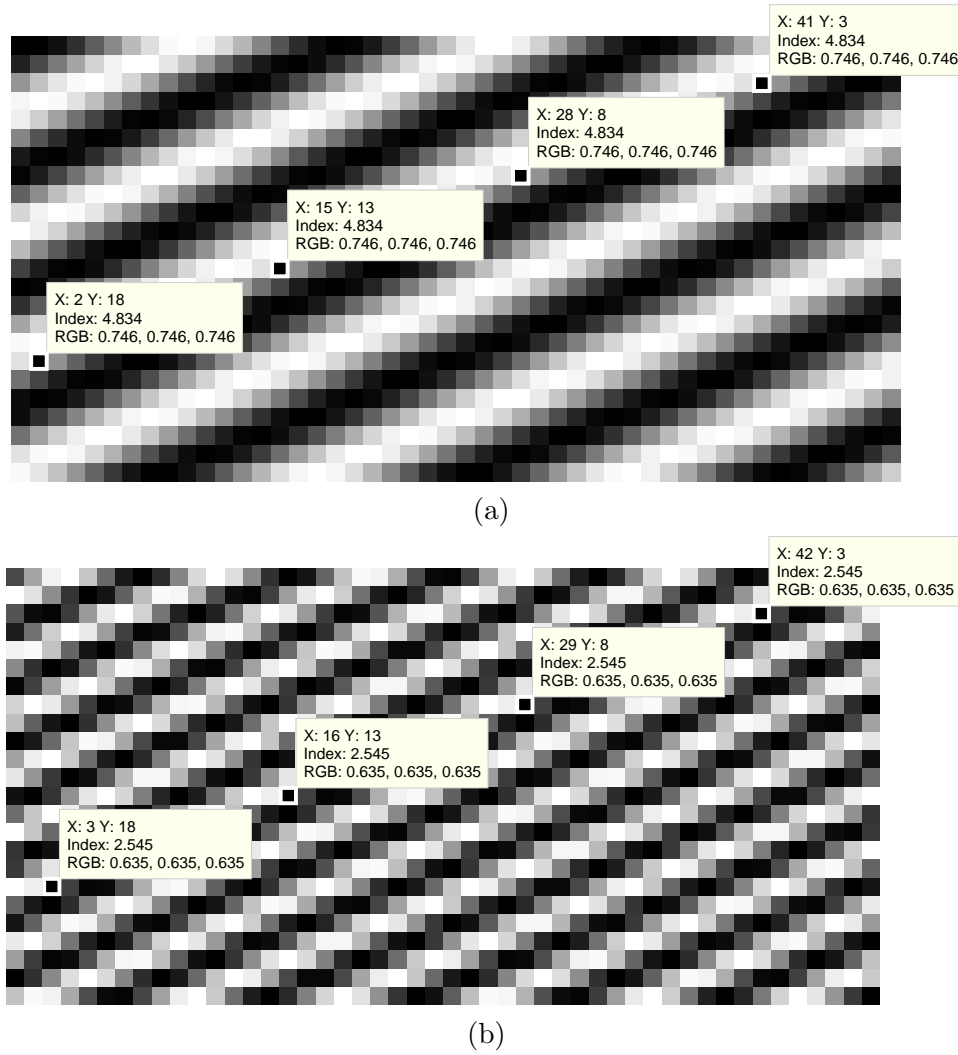 X: 41 Y: 3
Index: 4.834
RGB: 0.746, 0.746, 0.746
X: 28 Y: 8
Index: 4.834
RGB: 0.746, 0.746, 0.746
X: 15 Y: 13
Index: 4.834
RGB: 0.746, 0.746, 0.746
X: 2 Y: 18
Index: 4.834
RGB: 0.746, 0.746, 0.746
(a)
X: 42 Y: 3
Index: 2.545
RGB: 0.635, 0.635, 0.635
X: 29 Y: 8
Index: 2.545
RGB: 0.635, 0.635, 0.635
X: 16 Y: 13
Index: 2.545
RGB: 0.635, 0.635, 0.635
X: 3 Y: 18
Index: 2.545
RGB: 0.635, 0.635, 0.635
(b)